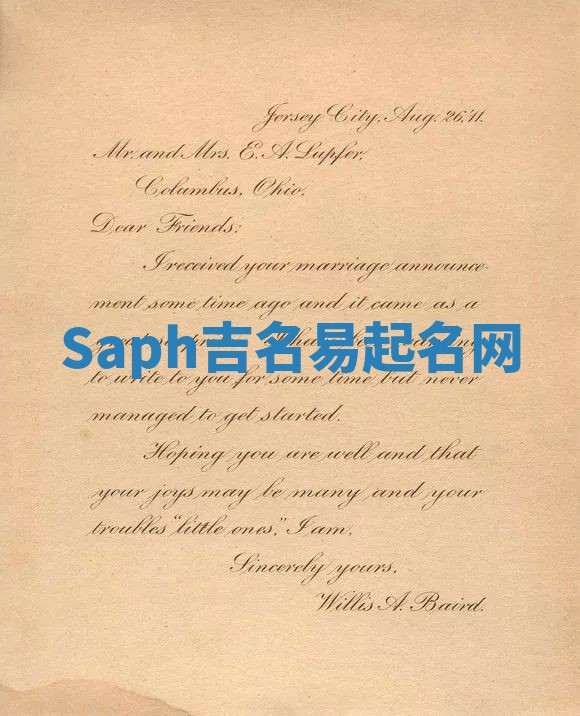 Jersey City, Aug. 26,'11.
Mr. and Mrs. E. A. Lupfer,
Columbus, Ohio.
Dear Friends:
I received your marriage announce-
ment some time ago and it came as a
Saph吉名易起名网
to write to you for some time but never
managed to get started.
Hoping you are well and that
your joys may be many and your
troubles "little ones," I am,
Sincerely yours,
Willis A. Baird.